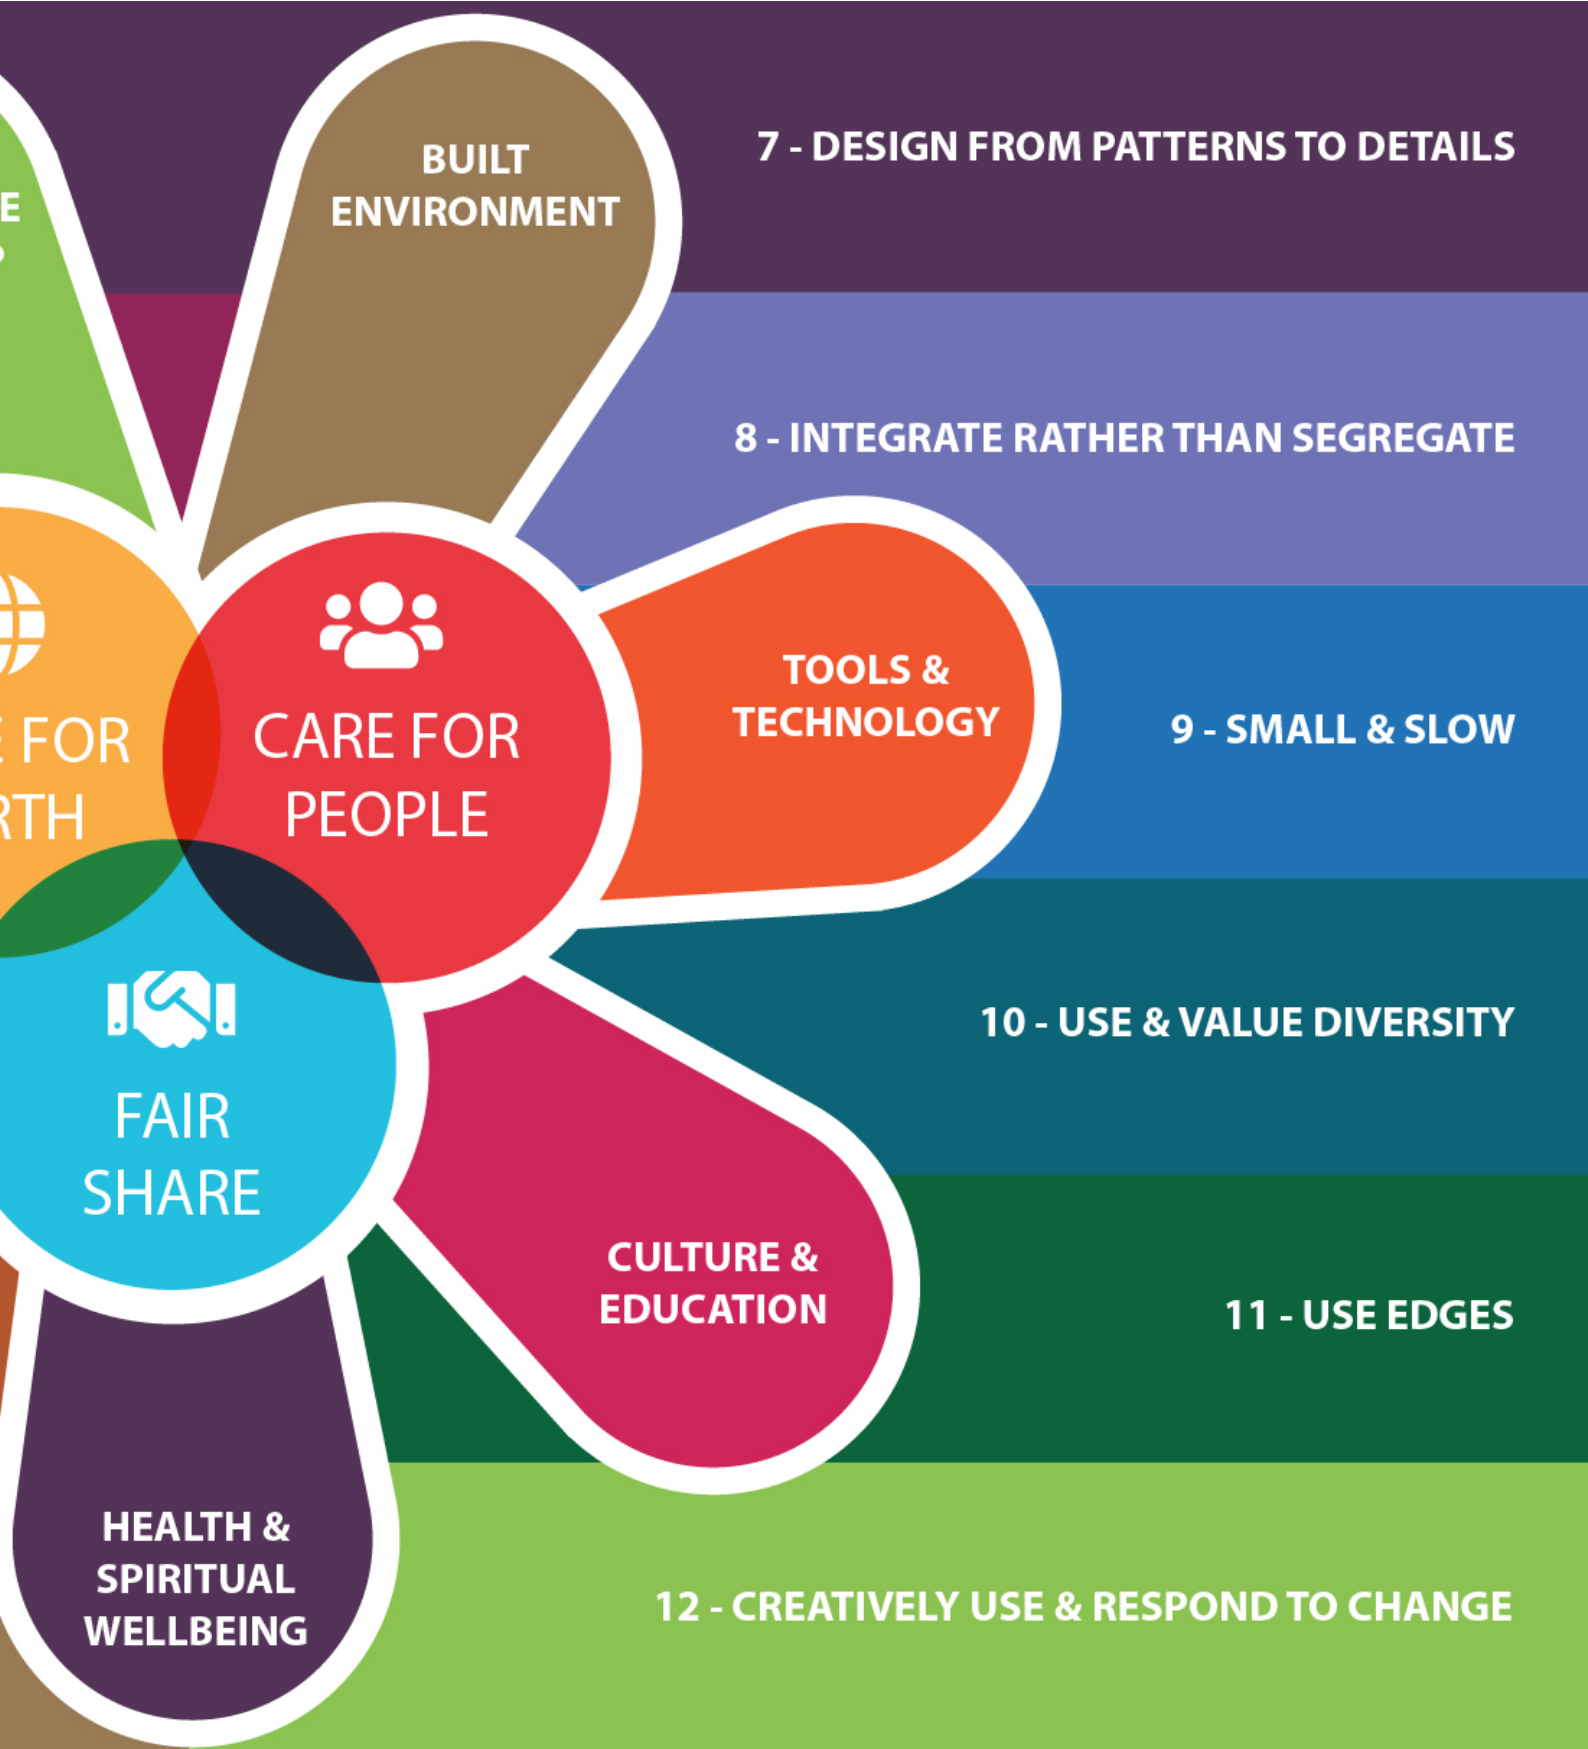 BUILT
ENVIRONMENT
7 - DESIGN FROM PATTERNS TO DETAILS
E
8 - INTEGRATE RATHER THAN SEGREGATE
TOOLS &
TECHNOLOGY
9 - SMALL & SLOW
FOR
RTH
CARE FOR
PEOPLE
10 - USE & VALUE DIVERSITY
FAIR
SHARE
CULTURE &
EDUCATION
11 - USE EDGES
HEALTH &
SPIRITUAL
WELLBEING
12 - CREATIVELY USE & RESPOND TO CHANGE